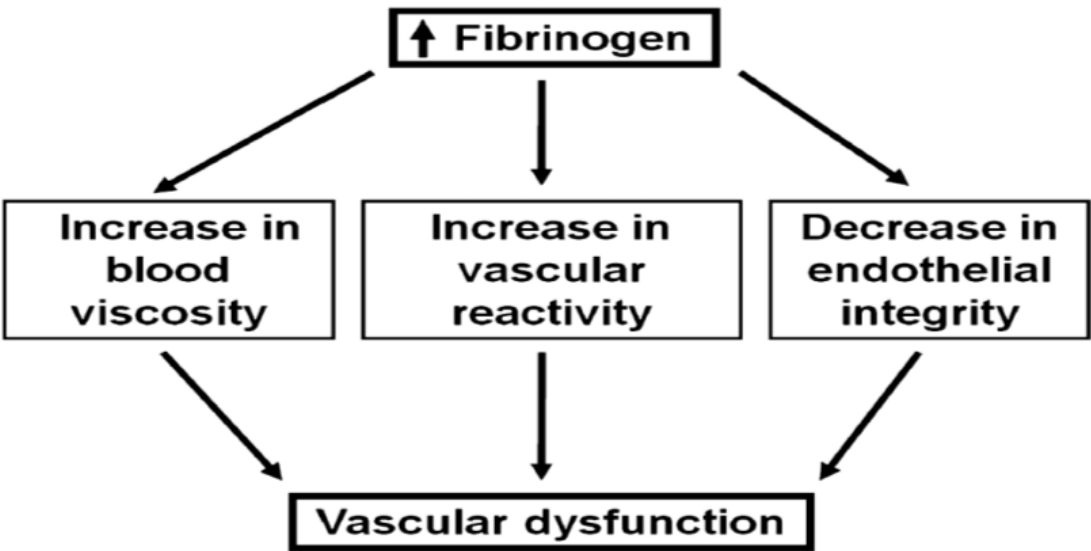 ↑ Fibrinogen
Increase in
blood
viscosity
Increase in
vascular
reactivity
Decrease in
endothelial
integrity
Vascular dysfunction